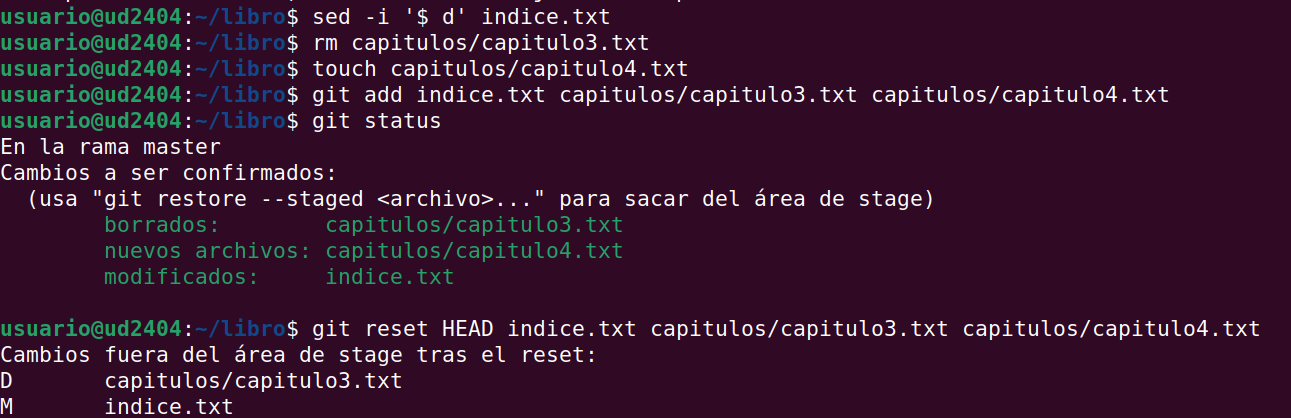 usuario@ud2404:~/libro$ sed -i '$ d' indice.txt
usuario@ud2404:~/libro$ rm capitulos/capitulo3.txt
usuario@ud2404:~/libro$ touch capitulos/capitulo4.txt
usuario@ud2404:~/libro$ git add indice.txt capitulos/capitulo3.txt capitulos/capitulo4.txt
usuario@ud2404:~/libro$ git status
En la rama master
Cambios a ser confirmados:
  (usa "git restore --staged <archivo>..." para sacar del área de stage)
        borrados:        capitulos/capitulo3.txt
        nuevos archivos: capitulos/capitulo4.txt
        modificados:     indice.txt
usuario@ud2404:~/libro$ git reset HEAD indice.txt capitulos/capitulo3.txt capitulos/capitulo4.txt
Cambios fuera del área de stage tras el reset:
D       capitulos/capitulo3.txt
M       indice.txt